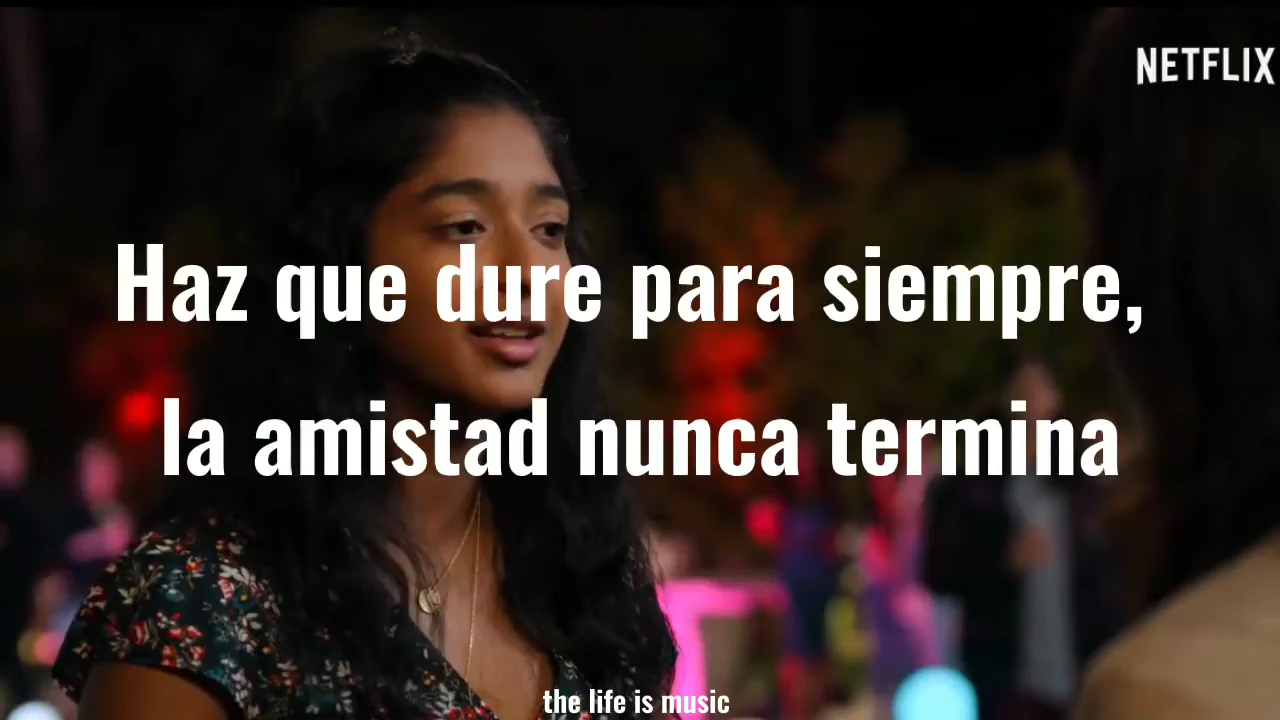 NETFLIX
Haz que dure para siempre,
la amistad nunca termina
the life is music